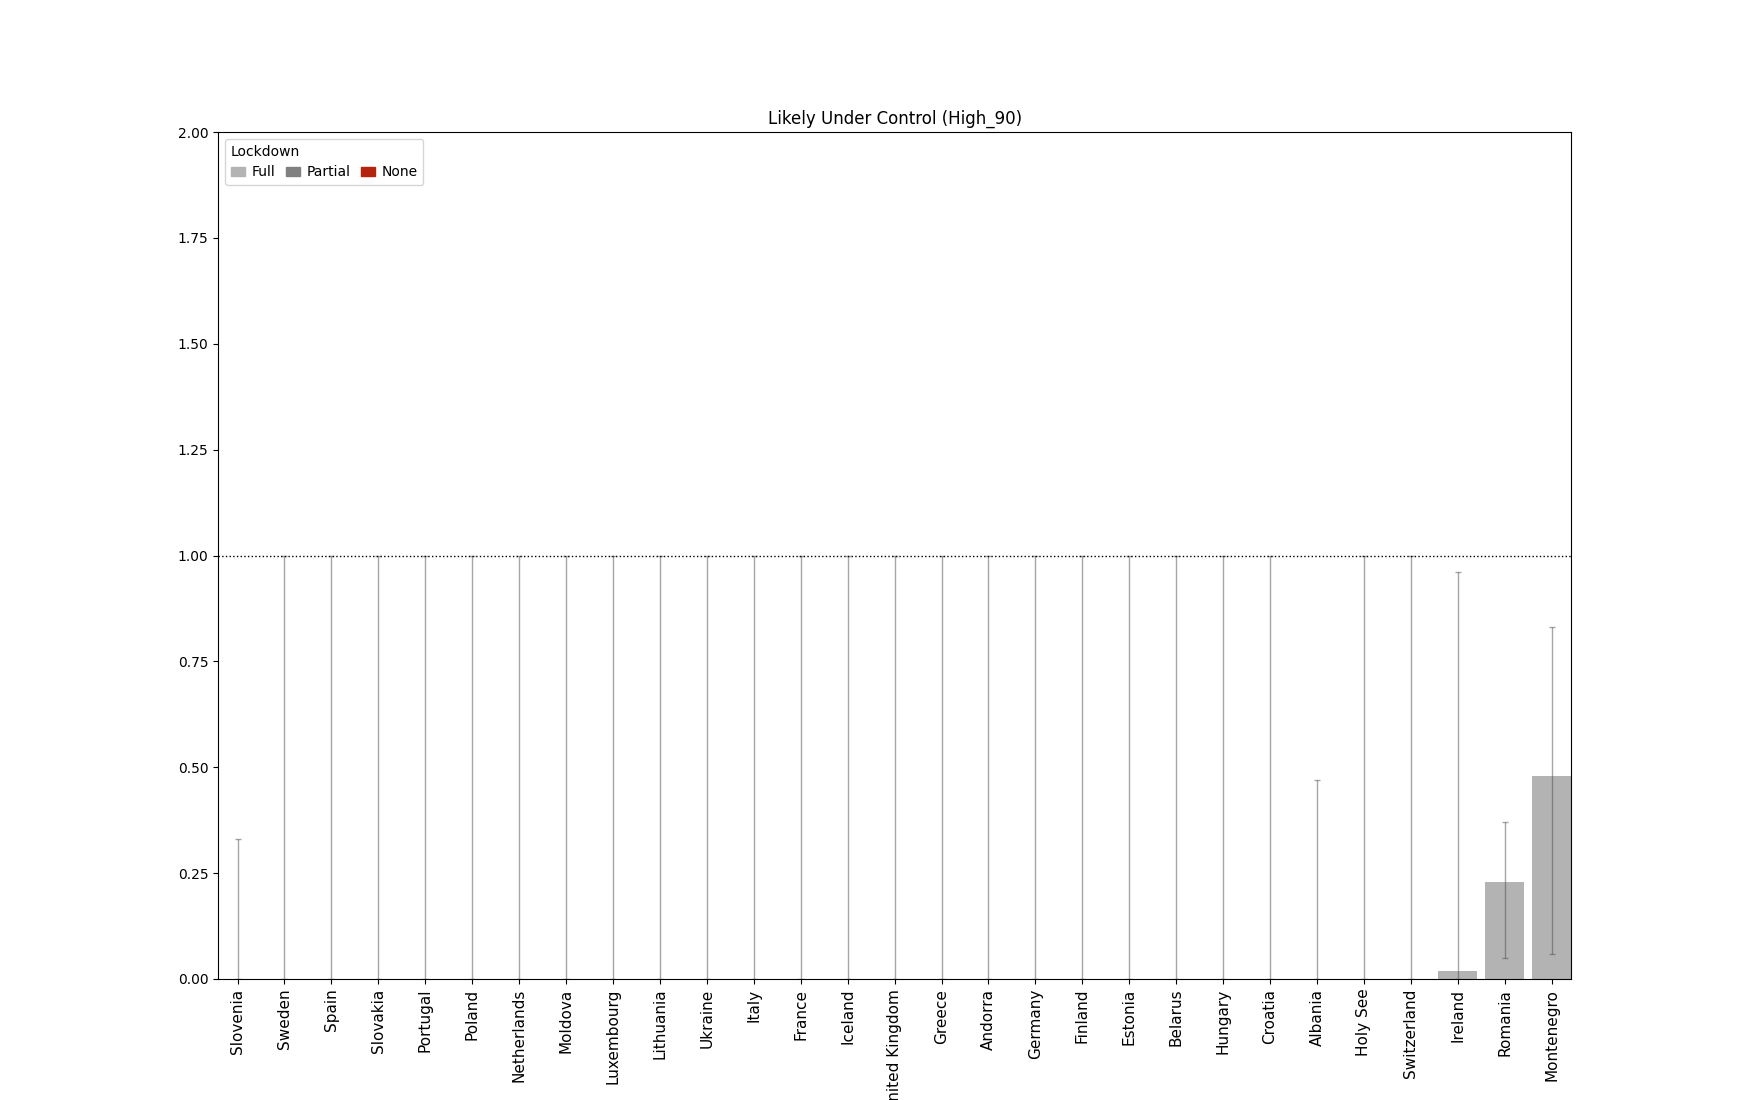 Likely Under Control (High_90)
Lockdown
Full Partial None
2.00
1.75
1.50
1.25
1.00
0.75
0.50
0.25
0.00
Slovenia
Sweden
Spain
Slovakia
Portugal
Poland
Netherlands
Moldova
Luxembourg
Lithuania
Ukraine
Italy
France
Iceland
nited Kingdom
Greece
Andorra
Germany
Finland
Estonia
Belarus
Hungary
Croatia
Albania
Holy See
Switzerland
Ireland
Romania
Montenegro